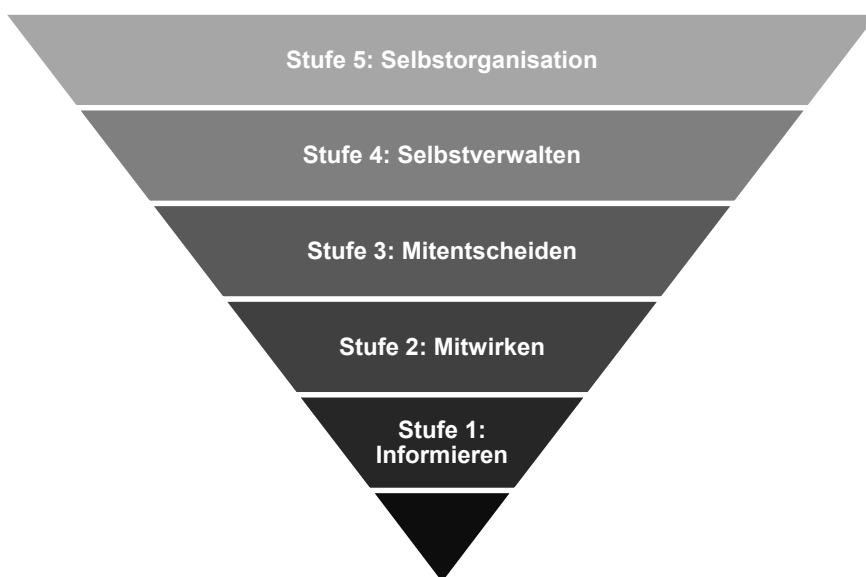 Stufe 5: Selbstorganisation
Stufe 4: Selbstverwalten
Stufe 3: Mitentscheiden
Stufe 2: Mitwirken
Stufe 1:
Informieren